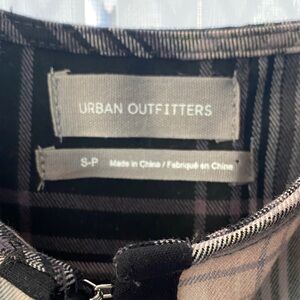 URBAN OUTFITTERS
S-P Made in China / Fabriqué en Chine